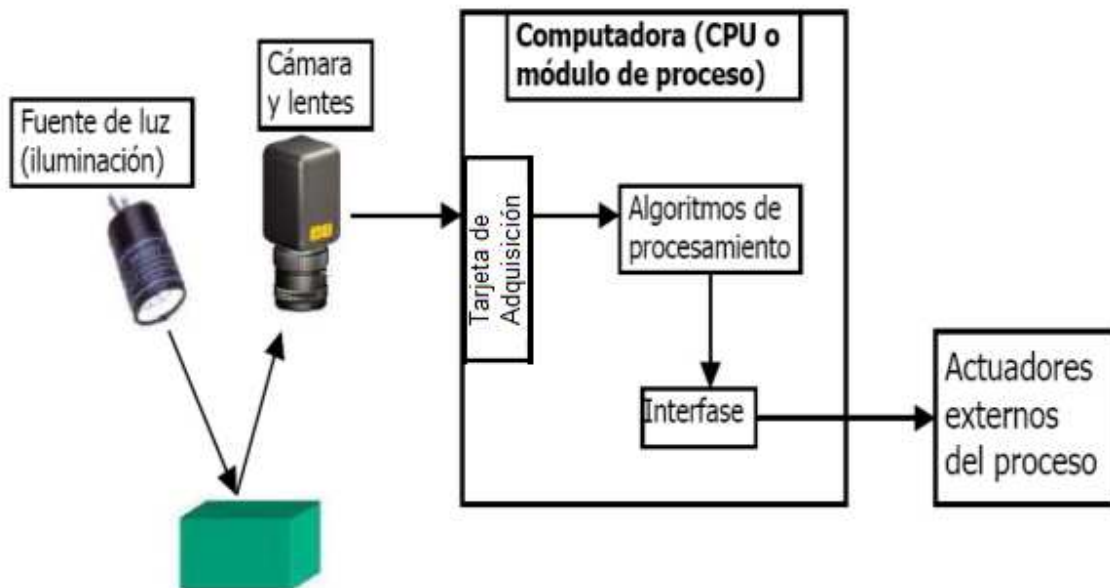 Fuente de luz
(iluminación)
Cámara
y lentes
Computadora (CPU o
módulo de proceso)
Tarjeta de
Adquisición
Algoritmos de
procesamiento
Interfase
Actuadores
externos
del proceso